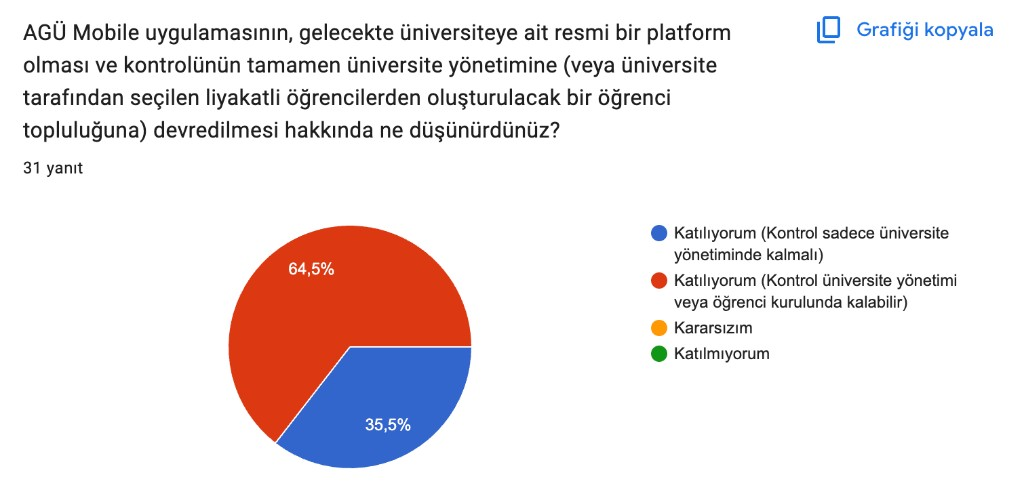 AGÜ Mobile uygulamasının, gelecekte üniversiteye ait resmi bir platform
olması ve kontrolünün tamamen üniversite yönetimine (veya üniversite
tarafından seçilen liyakatli öğrencilerden oluşturulacak bir öğrenci
topluluğuna) devredilmesi hakkında ne düşünürdünüz?
Grafiği kopyala
31 yanıt
64,5%
35,5%
Katılıyorum (Kontrol sadece üniversite
yönetiminde kalmalı)
Katılıyorum (Kontrol üniversite yönetimi
veya öğrenci kurulunda kalabilir)
Kararsızım
Katılmıyorum